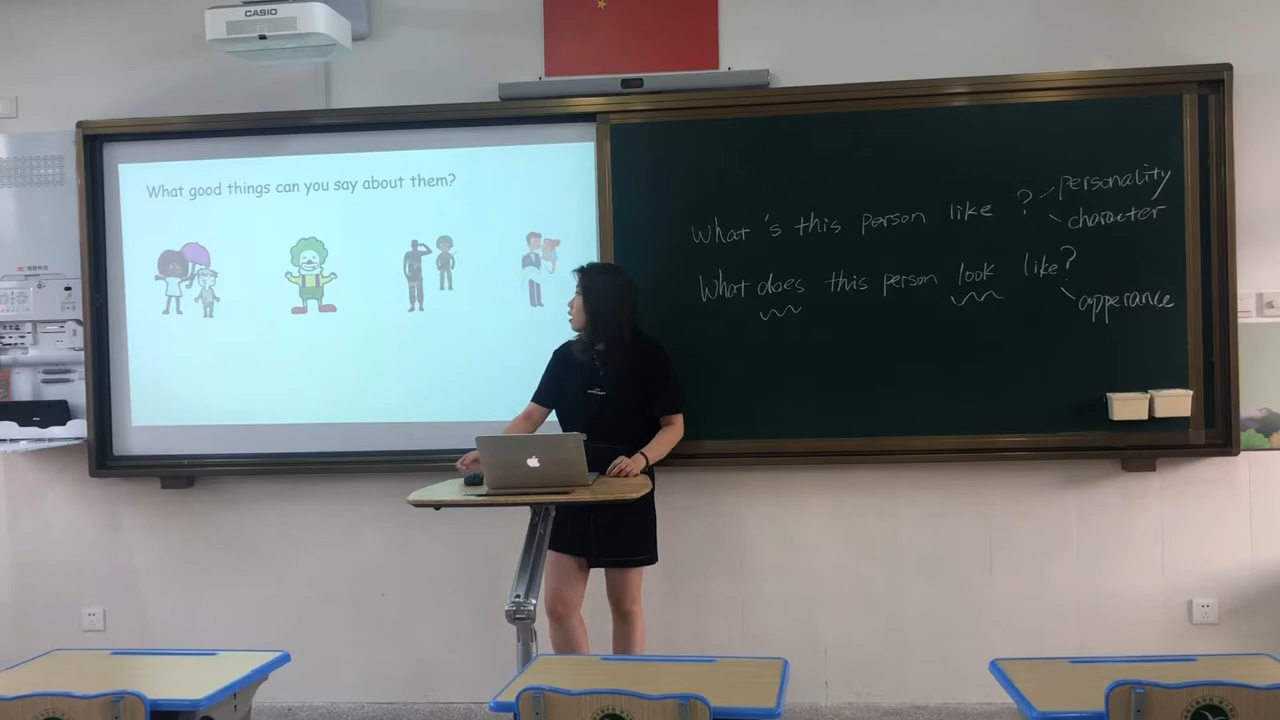 CASIO
What good things can you say about them?
What's this person like ? personality
character
What does this person look like?
apperance